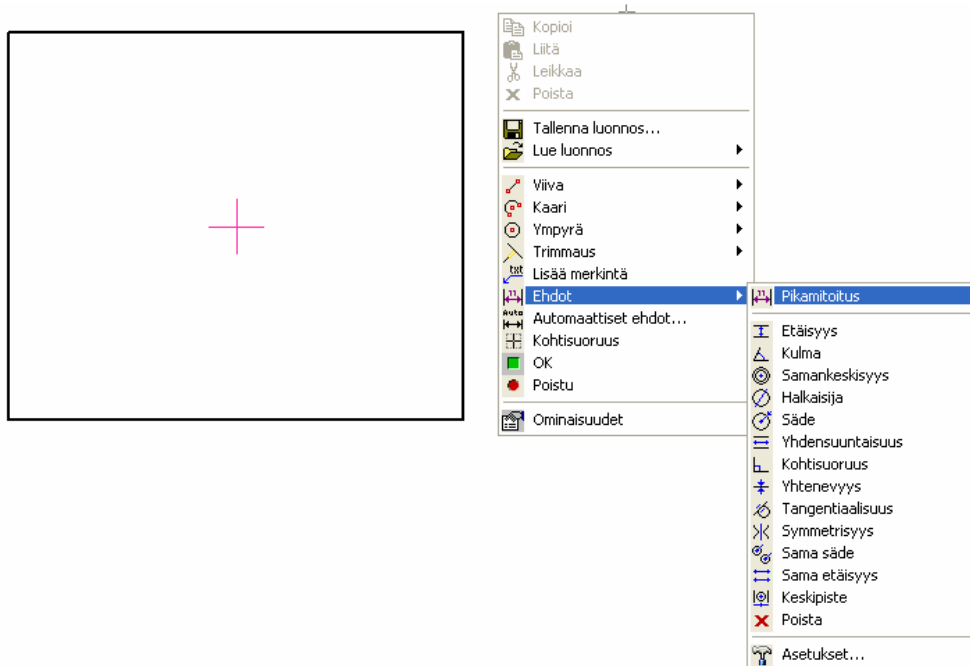 Kopioi
Liitä
Leikkaa
Poista
Tallenna luonnos...
Lue luonnos
Viiva
Kaari
Ympyrä
Trimmaus
txt Lisää merkintä
Ehdot
Auto Automaattiset ehdot...
Kohtisuoruus
OK
Poistu
Ominaisuudet
Pikamitoitus
Etäisyys
Kulma
Samankeskisyys
Halkaisija
Säde
Yhdensuuntaisuus
Kohtisuoruus
Yhtenevyys
Tangentiaalisuus
Symmetrisyys
Sama säde
Sama etäisyys
Keskipiste
Poista
Asetukset...